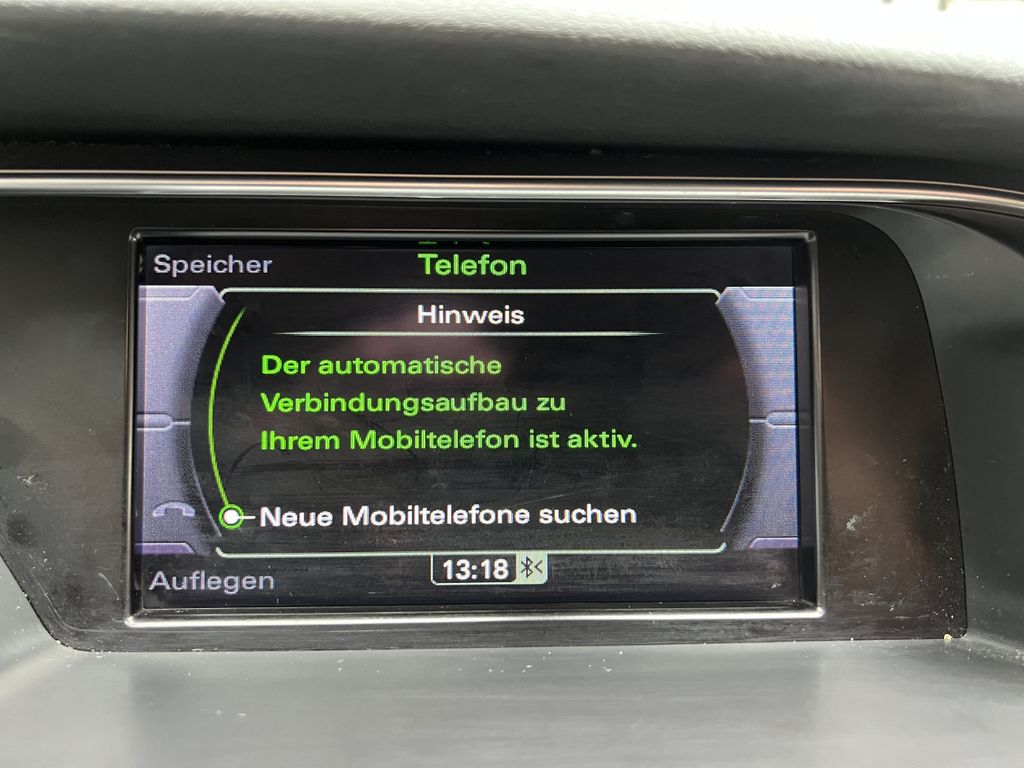 Speicher
Telefon
Hinweis
Der automatische
Verbindungsaufbau zu
Ihrem Mobiltelefon ist aktiv.
Neue Mobiltelefone suchen
Auflegen
13:18